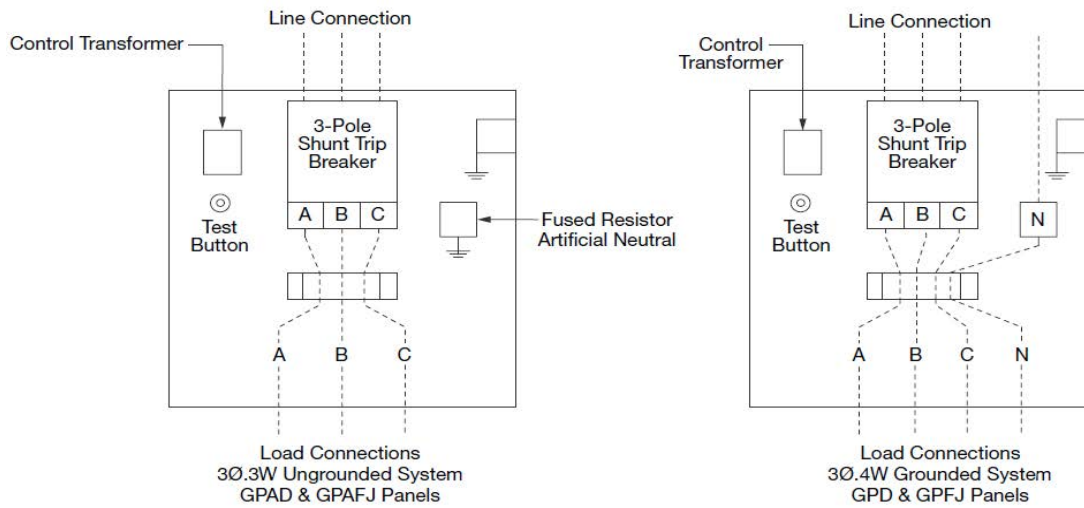 Line Connection
Control Transformer
3-Pole
Shunt Trip
Breaker
A B C
Test
Button
Fused Resistor
Artificial Neutral
A B C
Load Connections
3Ø.3W Ungrounded System
GPAD & GPAFJ Panels
Line Connection
Control
Transformer
3-Pole
Shunt Trip
Breaker
A B C
N
Test
Button
A B C N
Load Connections
3Ø.4W Grounded System
GPD & GPFJ Panels